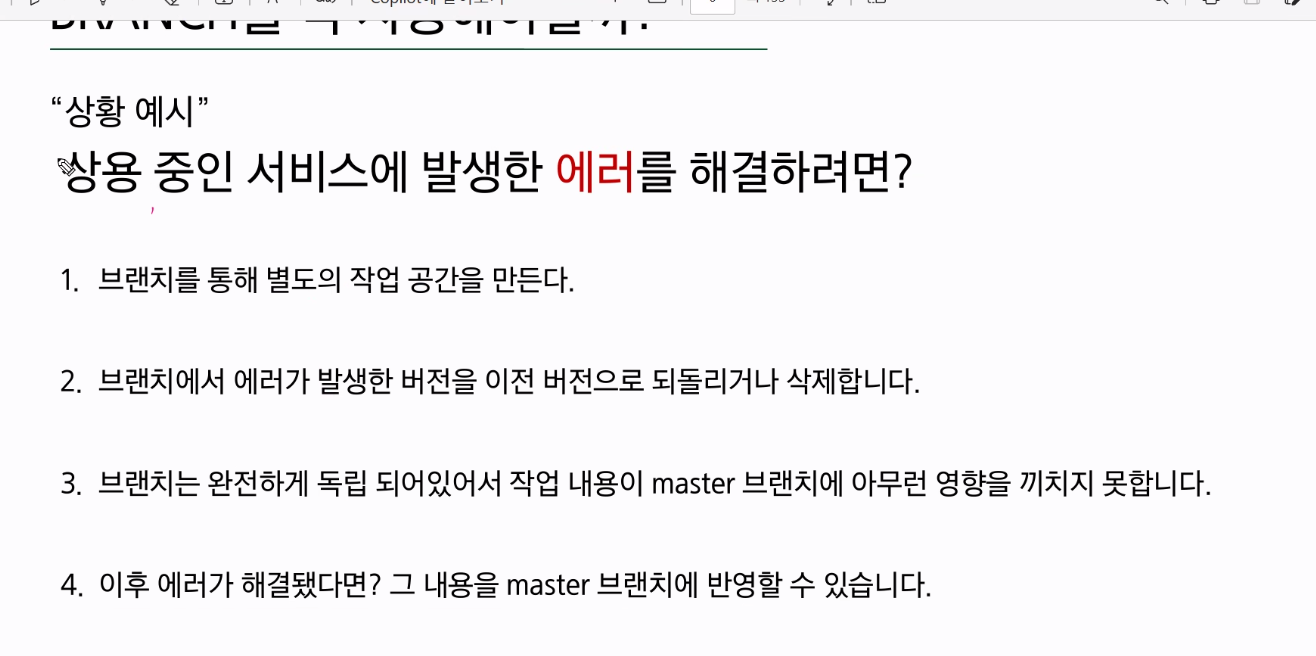 “상황 예시”
상용 중인 서비스에 발생한 에러를 해결하려면?
1. 브랜치를 통해 별도의 작업 공간을 만든다.
2. 브랜치에서 에러가 발생한 버전을 이전 버전으로 되돌리거나 삭제합니다.
3. 브랜치는 완전하게 독립 되어있어서 작업 내용이 master 브랜치에 아무런 영향을 끼치지 못합니다.
4. 이후 에러가 해결됐다면? 그 내용을 master 브랜치에 반영할 수 있습니다.